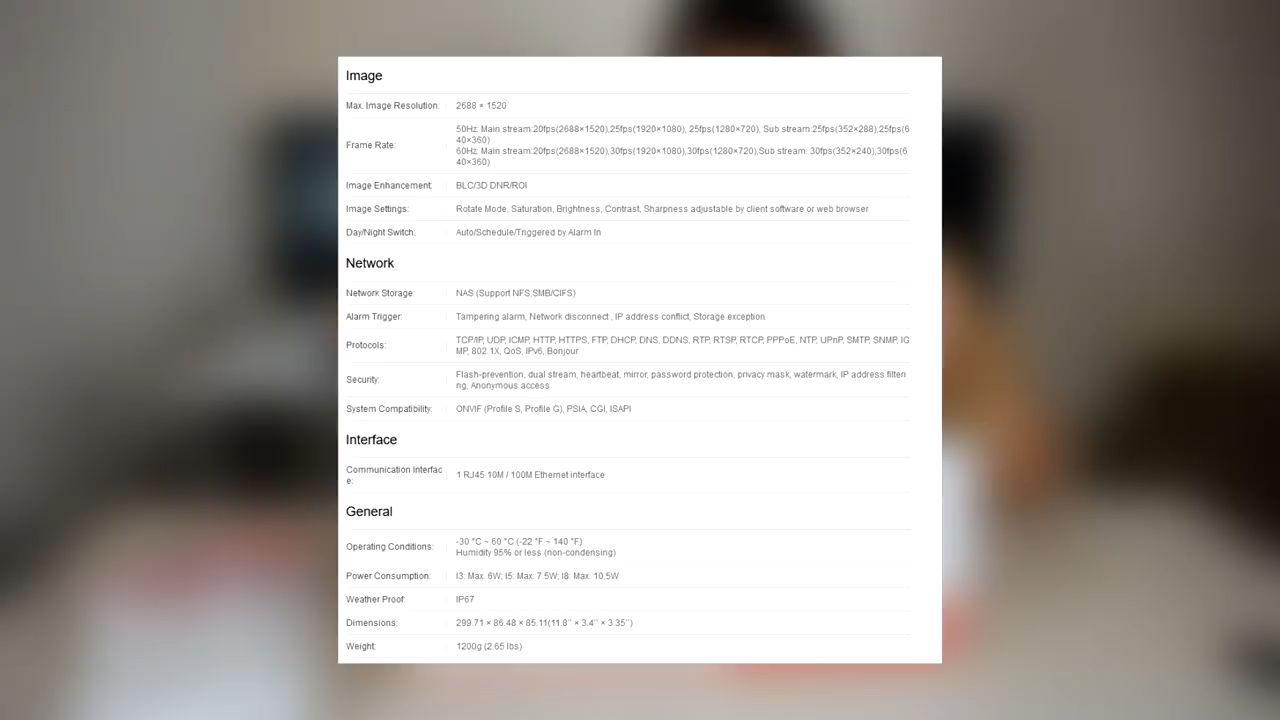 Image
Max. Image Resolution: 2688 × 1520
50Hz: Main stream:20fps(2688×1520),25fps(1920×1080), 25fps(1280×720), Sub stream:25fps(352×288),25fps(6
40×360)
Frame Rate:
60Hz: Main stream:20fps(2688×1520),30fps(1920×1080),30fps(1280×720),Sub stream: 30fps(352×240),30fps(6
40×360)
Image Enhancement: BLC/3D DNR/ROI
Image Settings: Rotate Mode, Saturation, Brightness, Contrast, Sharpness adjustable by client software or web browser
Day/Night Switch: Auto/Schedule/Triggered by Alarm In
Network
Network Storage: NAS (Support NFS,SMB/CIFS)
Alarm Trigger: Tampering alarm, Network disconnect , IP address conflict, Storage exception
Protocols: TCP/IP, UDP, ICMP, HTTP, HTTPS, FTP, DHCP, DNS, DDNS, RTP, RTSP, RTCP, PPPoE, NTP, UPnP, SMTP, SNMP, IG
MP, 802.1X, QoS, IPv6, Bonjour
Security: Flash-prevention, dual stream, heartbeat, mirror, password protection, privacy mask, watermark, IP address filteri
ng, Anonymous access
System Compatibility: ONVIF (Profile S, Profile G), PSIA, CGI, ISAPI
Interface
Communication Interfac
e: 1 RJ45 10M / 100M Ethernet interface
General
Operating Conditions: -30 °C ~ 60 °C (-22 °F ~ 140 °F)
Humidity 95% or less (non-condensing)
Power Consumption: I3: Max. 6W; I5: Max. 7.5W; I8: Max. 10.5W
Weather Proof: IP67
Dimensions: 299.71 × 86.48 × 85.11(11.8'' × 3.4'' × 3.35'')
Weight: 1200g (2.65 lbs)